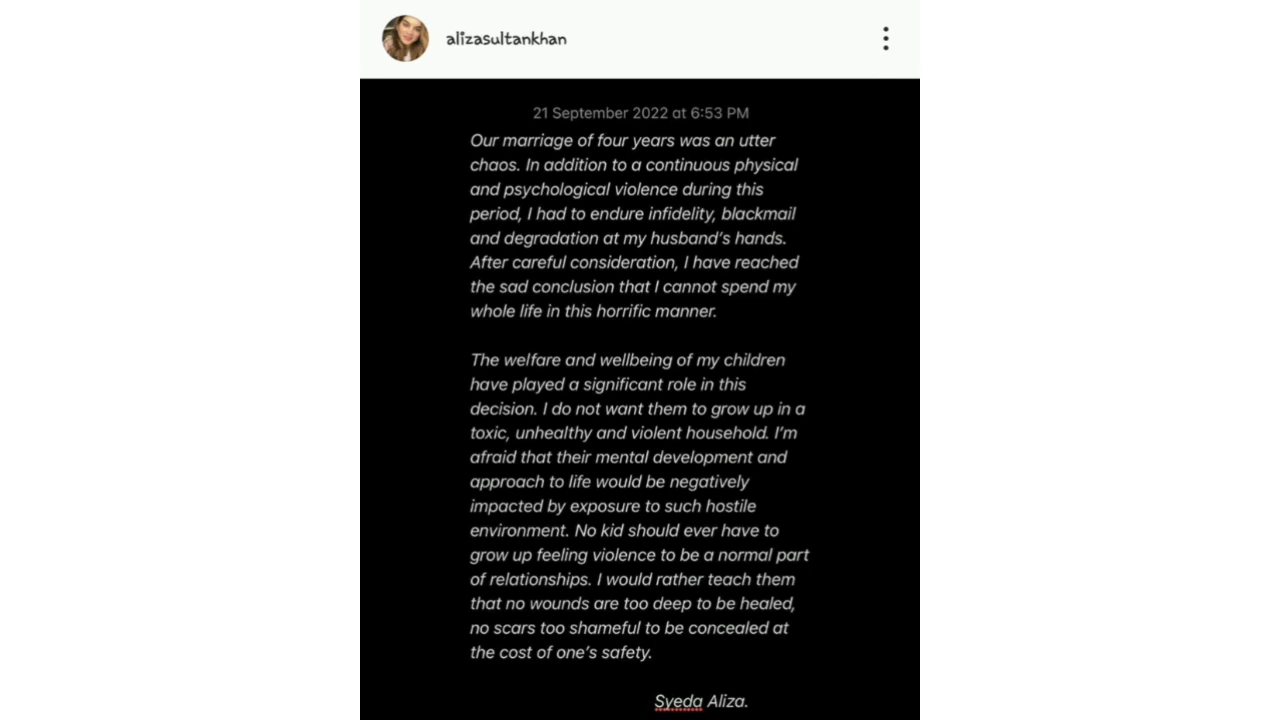 alizasultankhan
21 September 2022 at 6:53 PM
Our marriage of four years was an utter
chaos. In addition to a continuous physical
and psychological violence during this
period, I had to endure infidelity, blackmail
and degradation at my husband's hands.
After careful consideration, I have reached
the sad conclusion that I cannot spend my
whole life in this horrific manner.
The welfare and wellbeing of my children
have played a significant role in this
decision. I do not want them to grow up in a
toxic, unhealthy and violent household. I'm
afraid that their mental development and
approach to life would be negatively
impacted by exposure to such hostile
environment. No kid should ever have to
grow up feeling violence to be a normal part
of relationships. I would rather teach them
that no wounds are too deep to be healed,
no scars too shameful to be concealed at
the cost of one's safety.
Syeda Aliza.